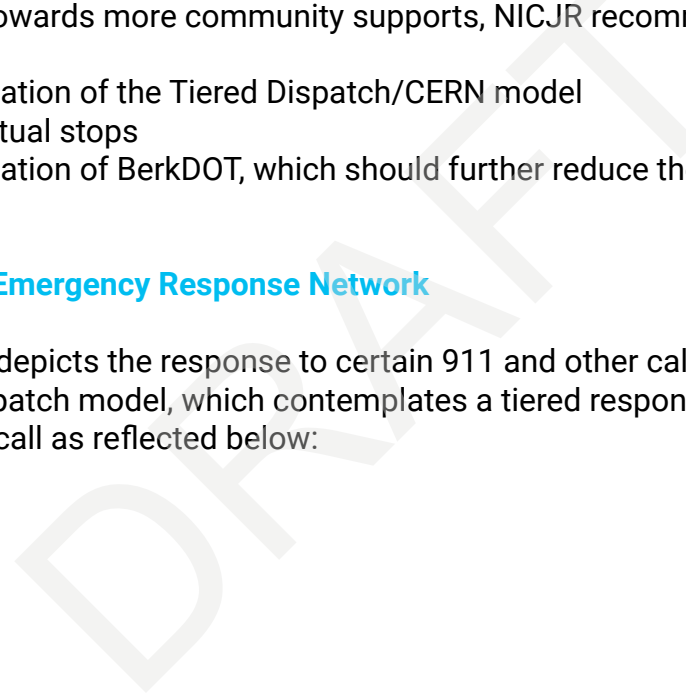 owards more community supports, NICJR recom
ation of the Tiered Dispatch/CERN model
tual stops
ation of BerkDOT, which should further reduce th
Emergency Response Network
depicts the response to certain 911 and other cal
patch model, which contemplates a tiered respon
call as reflected below:
DRAFT